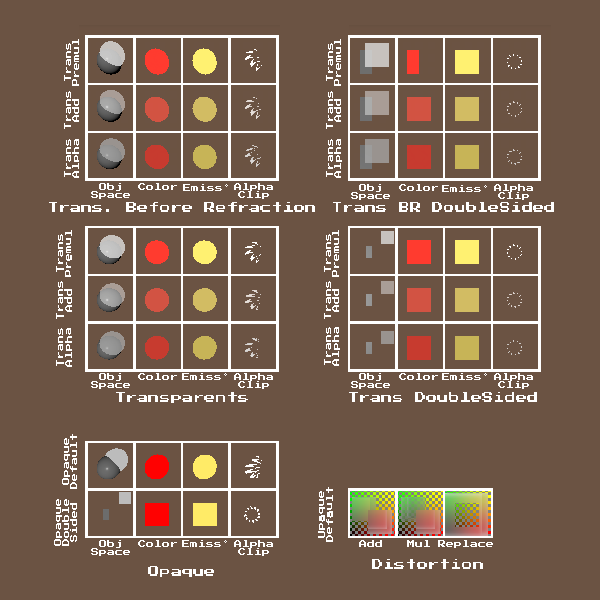 Trans Premul
Trans Add
Trans Alpha
Obj Space
Color
Emiss°
Alpha Clip
Trans. Before Refraction
Trans Premul
Trans Add
Trans Alpha
Obj Space
Color
Emiss°
Alpha Clip
Trans BR DoubleSided
Trans Premul
Trans Add
Trans Alpha
Obj Space
Color
Emiss°
Alpha Clip
Transparents
Trans Premul
Trans Add
Trans Alpha
Obj Space
Color
Emiss°
Alpha Clip
Trans DoubleSided
Opaque Default
Opaque Double Sided
Obj Space
Color
Emiss°
Alpha Clip
Opaque
Opaque Default
Add
Mul
Replace
Distortion